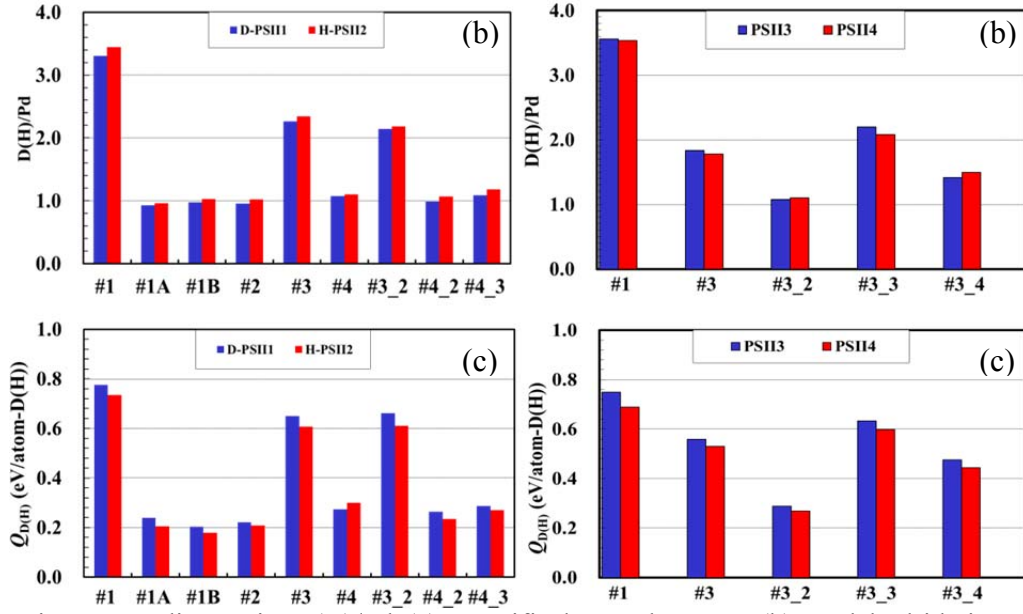 (b)
D-PSII1 H-PSII2
D(H)/Pd
4.0
3.0
2.0
1.0
0.0
#1 #1A #1B #2 #3 #4 #3_2 #4_2 #4_3
(b)
PSII3 PSII4
D(H)/Pd
4.0
3.0
2.0
1.0
0.0
#1 #3 #3_2 #3_3 #3_4
(c)
D-PSII1 H-PSII2
Q_D(H) (eV/atom-D(H))
1.0
0.8
0.6
0.4
0.2
0.0
#1 #1A #1B #2 #3 #4 #3_2 #4_2 #4_3
(c)
PSII3 PSII4
Q_D(H) (eV/atom-D(H))
1.0
0.8
0.6
0.4
0.2
0.0
#1 #3 #3_2 #3_3 #3_4